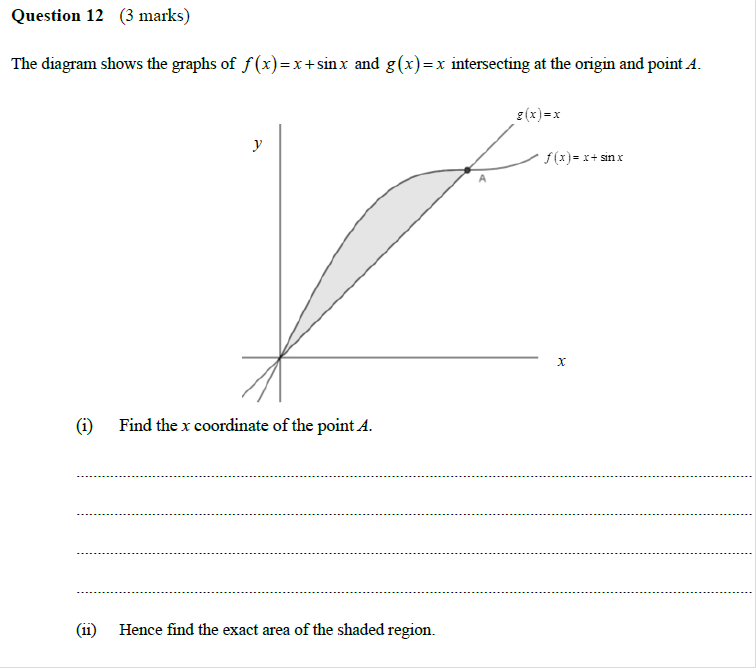 Question 12 (3 marks)
The diagram shows the graphs of f(x)=x+sin x and g(x)=x intersecting at the origin and point A.
g(x)=x
y
f(x)=x+sin x
A
x
(i) Find the x coordinate of the point A.
(ii) Hence find the exact area of the shaded region.